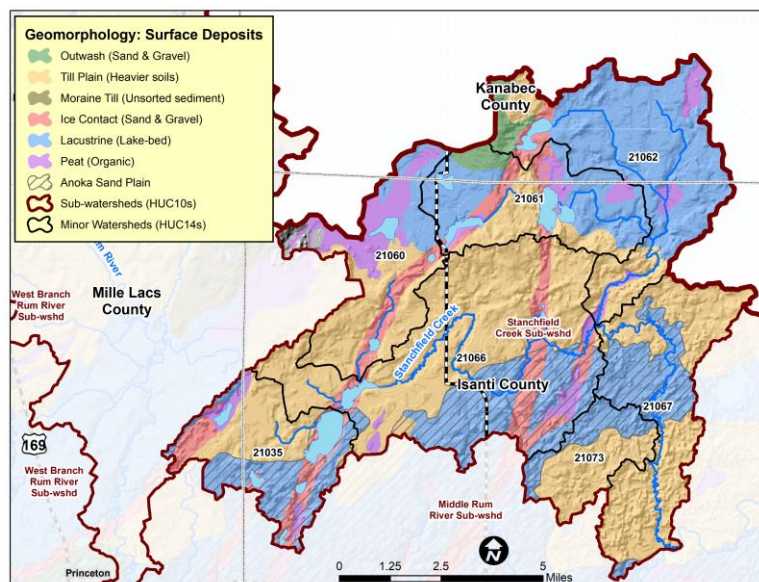 Geomorphology: Surface Deposits
Outwash (Sand & Gravel)
Till Plain (Heavier soils)
Moraine Till (Unsorted sediment)
Ice Contact (Sand & Gravel)
Lacustrine (Lake-bed)
Peat (Organic)
Anoka Sand Plain
Sub-watersheds (HUC10s)
Minor Watersheds (HUC14s)
Kanabec
County
21062
21061
21060
River
Mille Lacs
County
West Branch
Rum River
Sub-wshd
Stanchfield Creek
Stanchfield
Creek Sub-wshd
21066
Isanti County
21067
169
21035
21073
West Branch
Rum River
Sub-wshd
Middle Rum
River Sub-wshd
N
Princeton
0 1.25 2.5 5
Miles